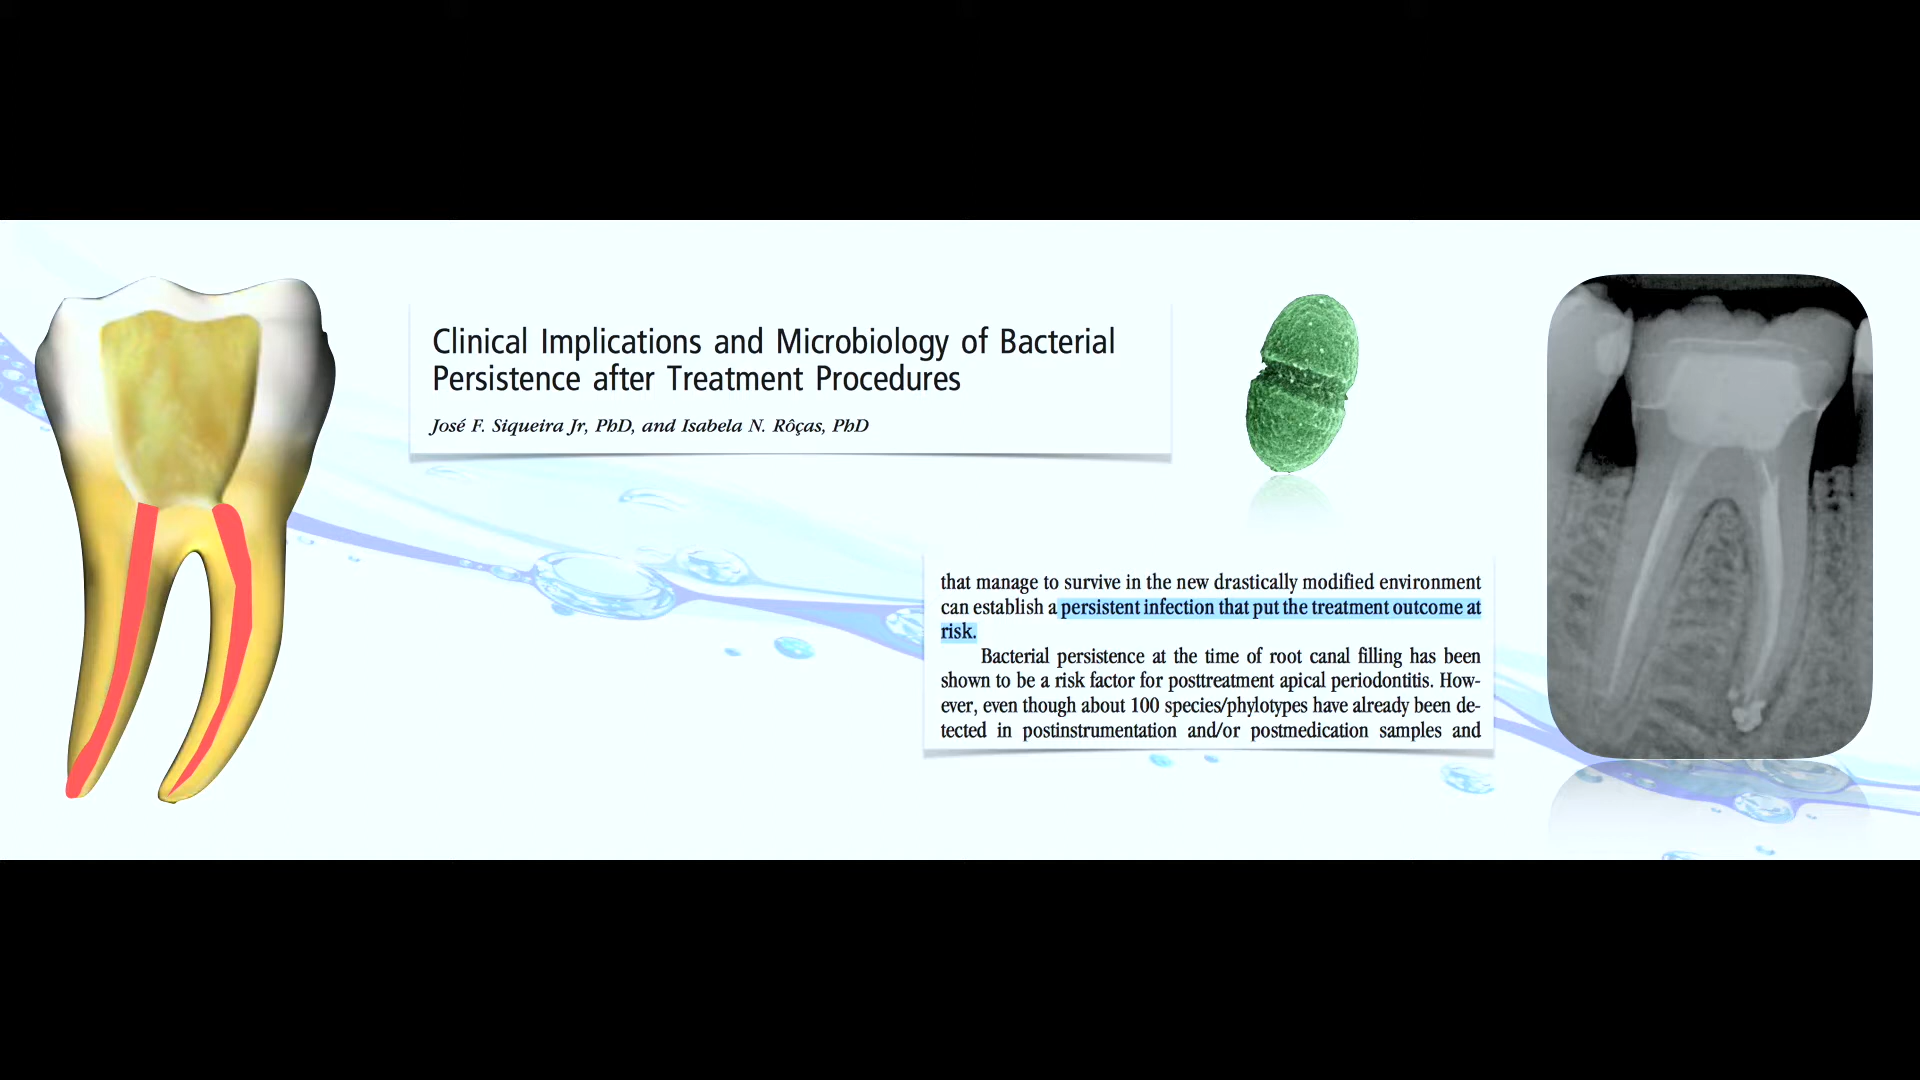 Clinical Implications and Microbiology of Bacterial
Persistence after Treatment Procedures
José F. Siqueira Jr, PhD, and Isabela N. Rôças, PhD
that manage to survive in the new drastically modified environment
can establish a persistent infection that put the treatment outcome at
risk.
Bacterial persistence at the time of root canal filling has been
shown to be a risk factor for posttreatment apical periodontitis. How-
ever, even though about 100 species/phylotypes have already been de-
tected in postinstrumentation and/or postmedication samples and